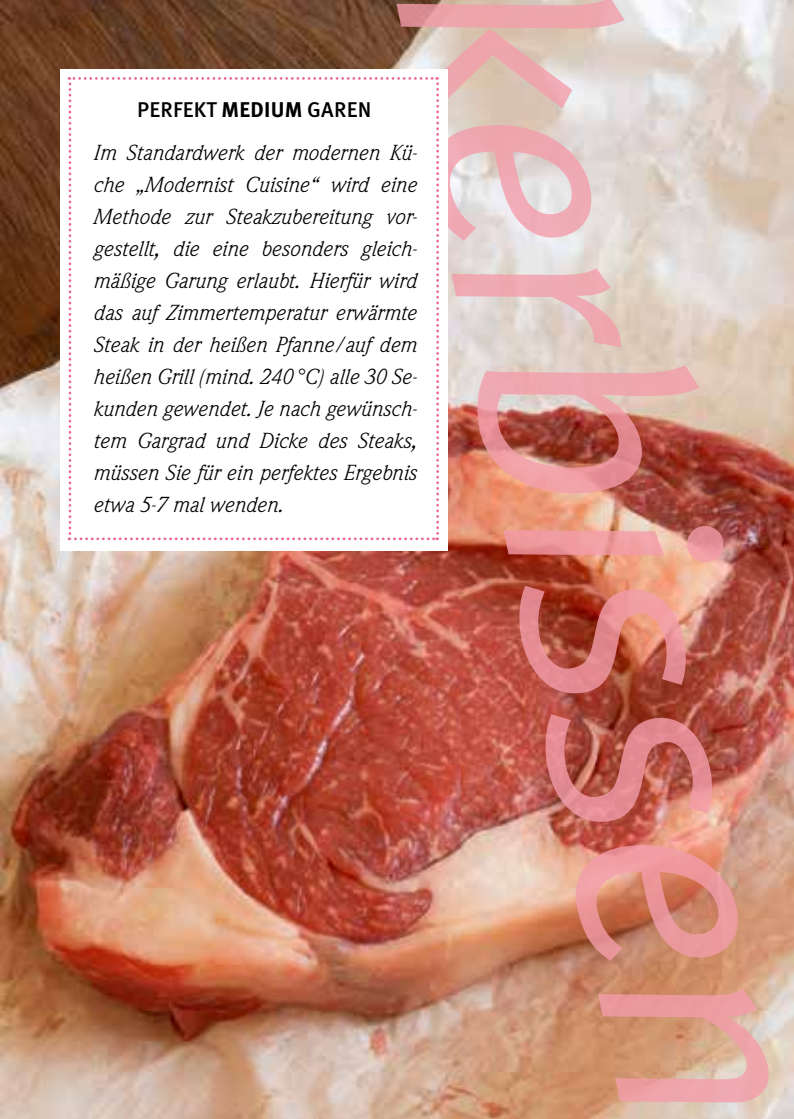 PERFEKT MEDIUM GAREN
Im Standardwerk der modernen Kü-
che „Modernist Cuisine“ wird eine
Methode zur Steakzubereitung vor-
gestellt, die eine besonders gleich-
mäßige Garung erlaubt. Hierfür wird
das auf Zimmertemperatur erwärmte
Steak in der heißen Pfanne/auf dem
heißen Grill (mind. 240 °C) alle 30 Se-
kunden gewendet. Je nach gewünsch-
tem Gargrad und Dicke des Steaks,
müssen Sie für ein perfektes Ergebnis
etwa 5-7 mal wenden.
kerbissen